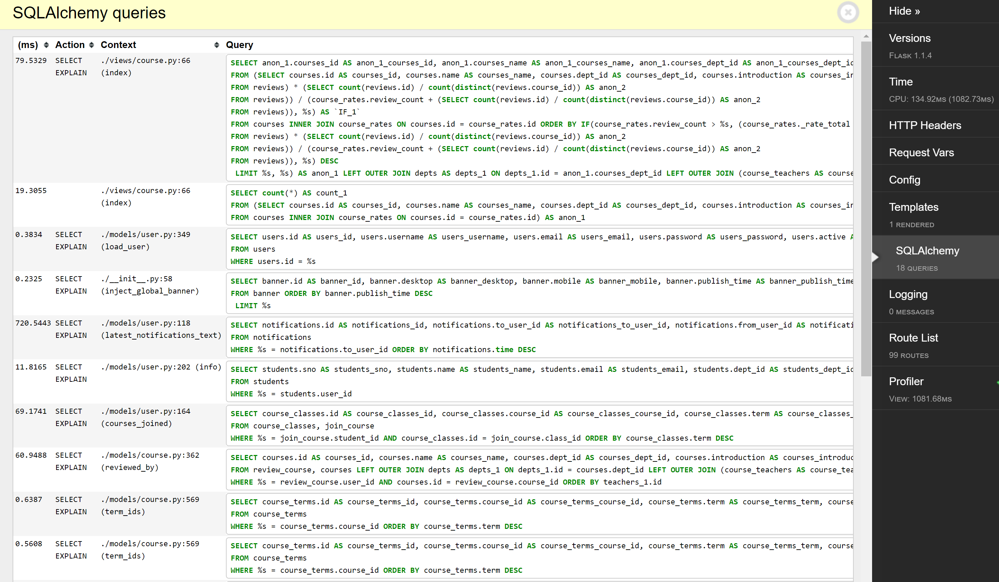 SQLAlchemy queries
(ms) Action Context Query
79.5329 SELECT EXPLAIN ./views/course.py:66 (index)
SELECT anon_1.courses_id AS anon_1_courses_id, anon_1.courses_name AS anon_1_courses_name, anon_1.courses_dept_id AS anon_1_courses_dept_id
FROM (SELECT courses.id AS courses_id, courses.name AS courses_name, courses.dept_id AS courses_dept_id, courses.introduction AS courses_in
FROM reviews) * (SELECT count(reviews.id) / count(distinct(reviews.course_id)) AS anon_2
FROM reviews)) / (course_rates.review_count + (SELECT count(reviews.id) / count(distinct(reviews.course_id)) AS anon_2
FROM reviews)), %s) AS `IF_1`
FROM courses INNER JOIN course_rates ON courses.id = course_rates.id ORDER BY IF(course_rates.review_count > %s, (course_rates._rate_total
FROM reviews) * (SELECT count(reviews.id) / count(distinct(reviews.course_id)) AS anon_2
FROM reviews)) / (course_rates.review_count + (SELECT count(reviews.id) / count(distinct(reviews.course_id)) AS anon_2
FROM reviews)), %s) DESC
LIMIT %s, %s) AS anon_1 LEFT OUTER JOIN depts AS depts_1 ON depts_1.id = anon_1.courses_dept_id LEFT OUTER JOIN (course_teachers AS course
19.3055 ./views/course.py:66 (index)
SELECT count(*) AS count_1
FROM (SELECT courses.id AS courses_id, courses.name AS courses_name, courses.dept_id AS courses_dept_id, courses.introduction AS courses_in
FROM courses INNER JOIN course_rates ON courses.id = course_rates.id) AS anon_1
0.3834 SELECT EXPLAIN ./models/user.py:349 (load_user)
SELECT users.id AS users_id, users.username AS users_username, users.email AS users_email, users.password AS users_password, users.active A
FROM users
WHERE users.id = %s
0.2325 SELECT EXPLAIN ./__init__.py:58 (inject_global_banner)
SELECT banner.id AS banner_id, banner.desktop AS banner_desktop, banner.mobile AS banner_mobile, banner.publish_time AS banner_publish_time
FROM banner ORDER BY banner.publish_time DESC
LIMIT %s
720.5443 SELECT EXPLAIN ./models/user.py:118 (latest_notifications_text)
SELECT notifications.id AS notifications_id, notifications.to_user_id AS notifications_to_user_id, notifications.from_user_id AS notificati
FROM notifications
WHERE %s = notifications.to_user_id ORDER BY notifications.time DESC
11.8165 SELECT EXPLAIN ./models/user.py:202 (info)
SELECT students.sno AS students_sno, students.name AS students_name, students.email AS students_email, students.dept_id AS students_dept_id
FROM students
WHERE %s = students.user_id
69.1741 SELECT EXPLAIN ./models/user.py:164 (courses_joined)
SELECT course_classes.id AS course_classes_id, course_classes.course_id AS course_classes_course_id, course_classes.term AS course_classes_
FROM course_classes, join_course
WHERE %s = join_course.student_id AND course_classes.id = join_course.class_id ORDER BY course_classes.term DESC
60.9488 SELECT EXPLAIN ./models/course.py:362 (reviewed_by)
SELECT courses.id AS courses_id, courses.name AS courses_name, courses.dept_id AS courses_dept_id, courses.introduction AS courses_introduc
FROM review_course, courses LEFT OUTER JOIN depts AS depts_1 ON depts_1.id = courses.dept_id LEFT OUTER JOIN (course_teachers AS course_tea
WHERE %s = review_course.user_id AND courses.id = review_course.course_id ORDER BY teachers_1.id
0.6387 SELECT EXPLAIN ./models/course.py:569 (term_ids)
SELECT course_terms.id AS course_terms_id, course_terms.course_id AS course_terms_course_id, course_terms.term AS course_terms_term, course
FROM course_terms
WHERE %s = course_terms.course_id ORDER BY course_terms.term DESC
0.5608 SELECT EXPLAIN ./models/course.py:569 (term_ids)
SELECT course_terms.id AS course_terms_id, course_terms.course_id AS course_terms_course_id, course_terms.term AS course_terms_term, course
FROM course_terms
WHERE %s = course_terms.course_id ORDER BY course_terms.term DESC
Hide »
Versions
FLASK 1.1.4
Time
CPU: 134.92MS (1082.73MS)
HTTP Headers
Request Vars
Config
Templates
1 RENDERED
SQLAlchemy
18 QUERIES
Logging
0 MESSAGES
Route List
99 ROUTES
Profiler
VIEW: 1081.68MS